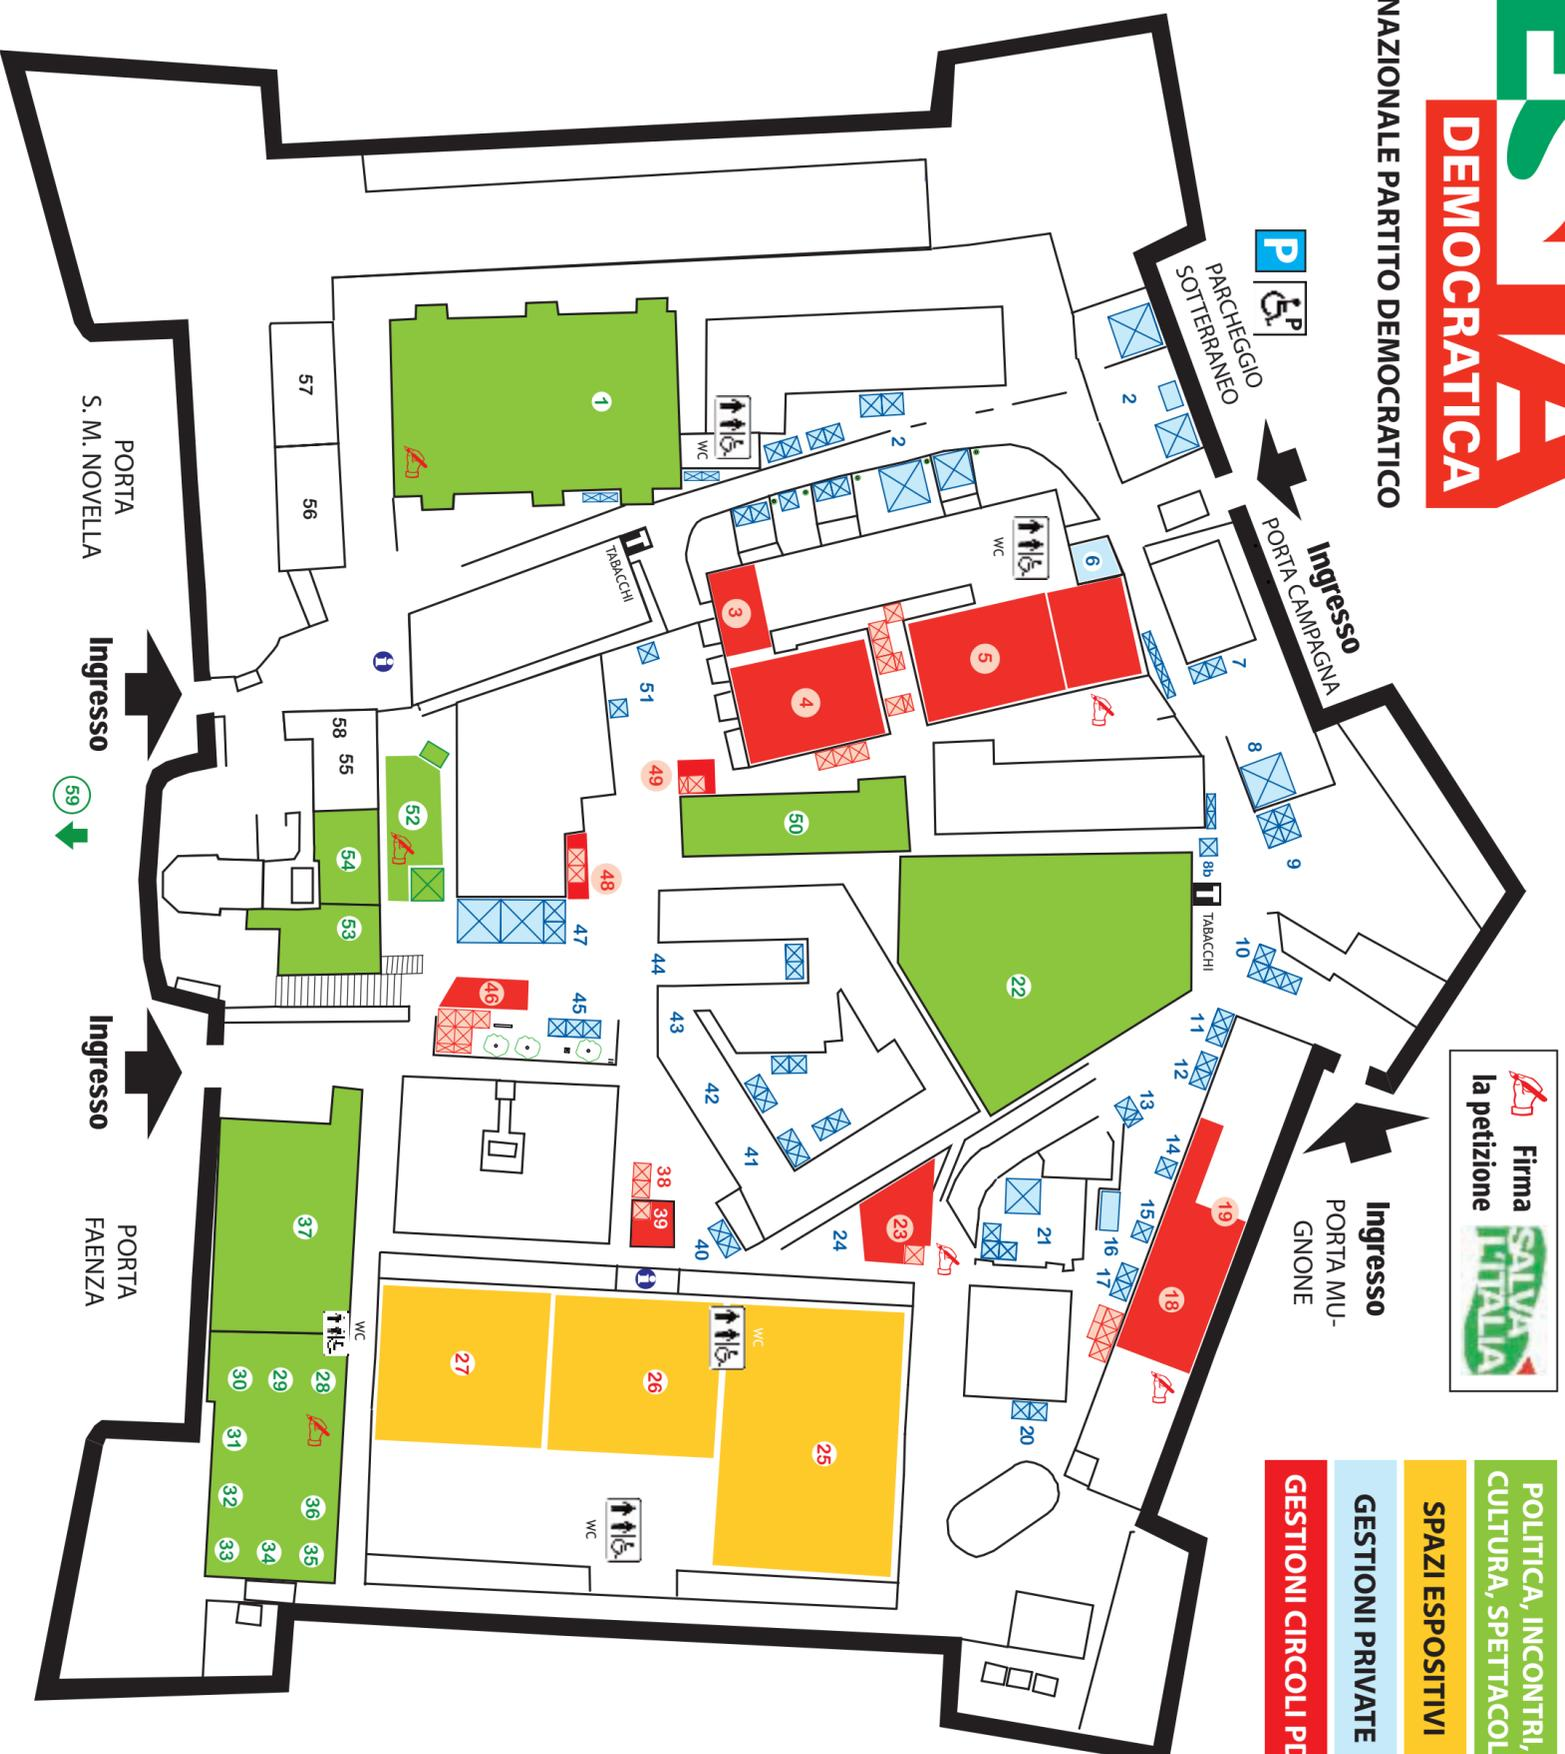 ESTA
DEMOCRATICA
NAZIONALE PARTITO DEMOCRATICO
P
P
PARCHEGGIO
SOTTERRANEO
Ingresso
PORTA CAMPAGNA
Firma
la petizione
SALVA
L'ITALIA
Ingresso
PORTA MU-
GNONE
POLITICA, INCONTRI,
CULTURA, SPETTACOL
SPAZI ESPOSITIVI
GESTIONI PRIVATE
GESTIONI CIRCOLI PD
2
2
1
WC
WC
T
TABACCHI
3
4
5
6
7
8
9
8b
T
TABACCHI
10
11
12
13
14
15
16
17
18
19
20
21
22
23
24
25
26
27
WC
WC
WC
28
29
30
31
32
33
34
35
36
37
38
39
40
41
42
43
44
45
46
47
48
49
50
51
52
53
54
55
58
56
57
i
i
PORTA
S. M. NOVELLA
Ingresso
59
Ingresso
PORTA
FAENZA